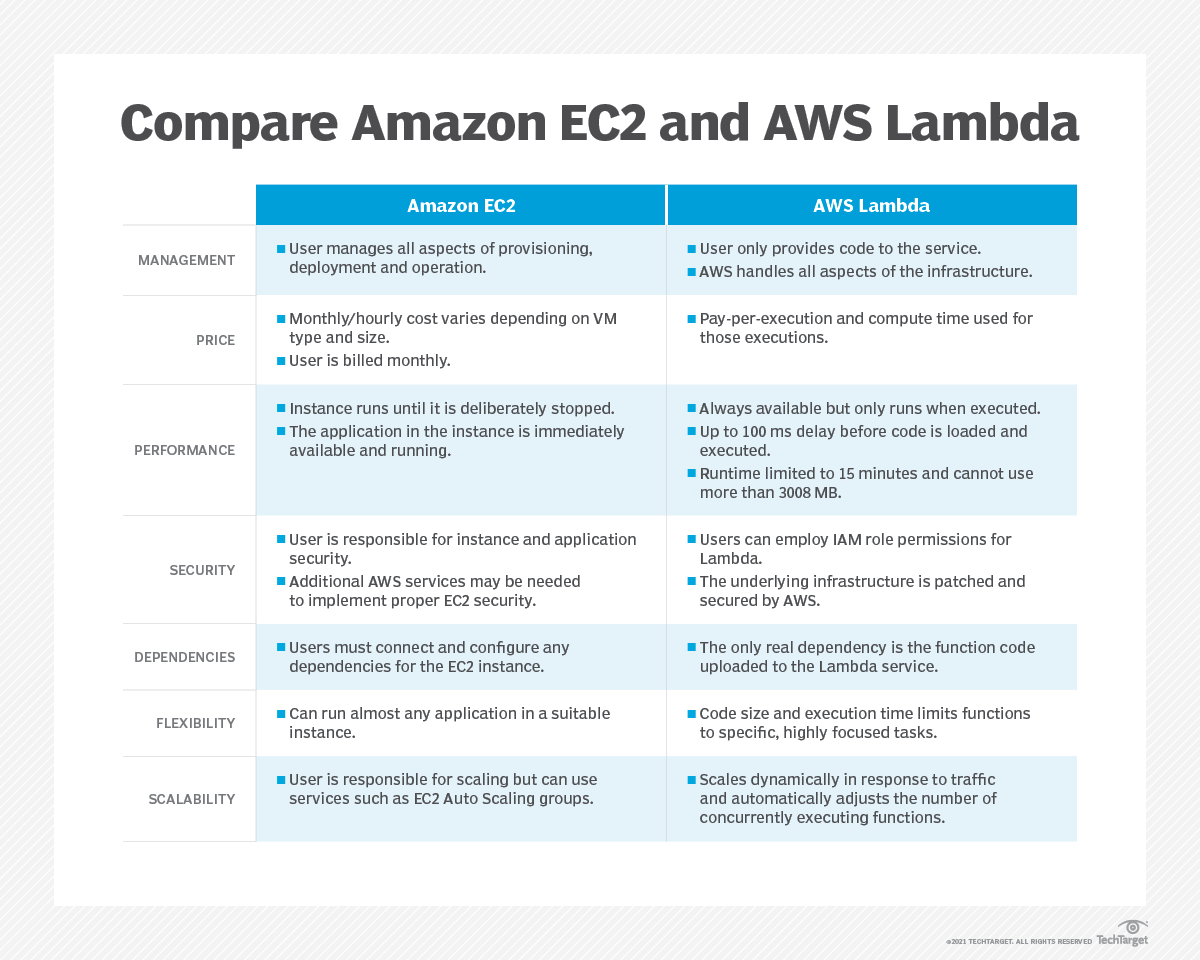 Compare Amazon EC2 and AWS Lambda
Amazon EC2
AWS Lambda
MANAGEMENT
■ User manages all aspects of provisioning,
deployment and operation.
■ User only provides code to the service.
■ AWS handles all aspects of the infrastructure.
PRICE
■ Monthly/hourly cost varies depending on VM
type and size.
■ User is billed monthly.
■ Pay-per-execution and compute time used for
those executions.
PERFORMANCE
■ Instance runs until it is deliberately stopped.
■ The application in the instance is immediately
available and running.
■ Always available but only runs when executed.
■ Up to 100 ms delay before code is loaded and
executed.
■ Runtime limited to 15 minutes and cannot use
more than 3008 MB.
SECURITY
■ User is responsible for instance and application
security.
■ Additional AWS services may be needed
to implement proper EC2 security.
■ Users can employ IAM role permissions for
Lambda.
■ The underlying infrastructure is patched and
secured by AWS.
DEPENDENCIES
■ Users must connect and configure any
dependencies for the EC2 instance.
■ The only real dependency is the function code
uploaded to the Lambda service.
FLEXIBILITY
■ Can run almost any application in a suitable
instance.
■ Code size and execution time limits functions
to specific, highly focused tasks.
SCALABILITY
■ User is responsible for scaling but can use
services such as EC2 Auto Scaling groups.
■ Scales dynamically in response to traffic
and automatically adjusts the number of
concurrently executing functions.
©2021 TECHTARGET. ALL RIGHTS RESERVED
TechTarget